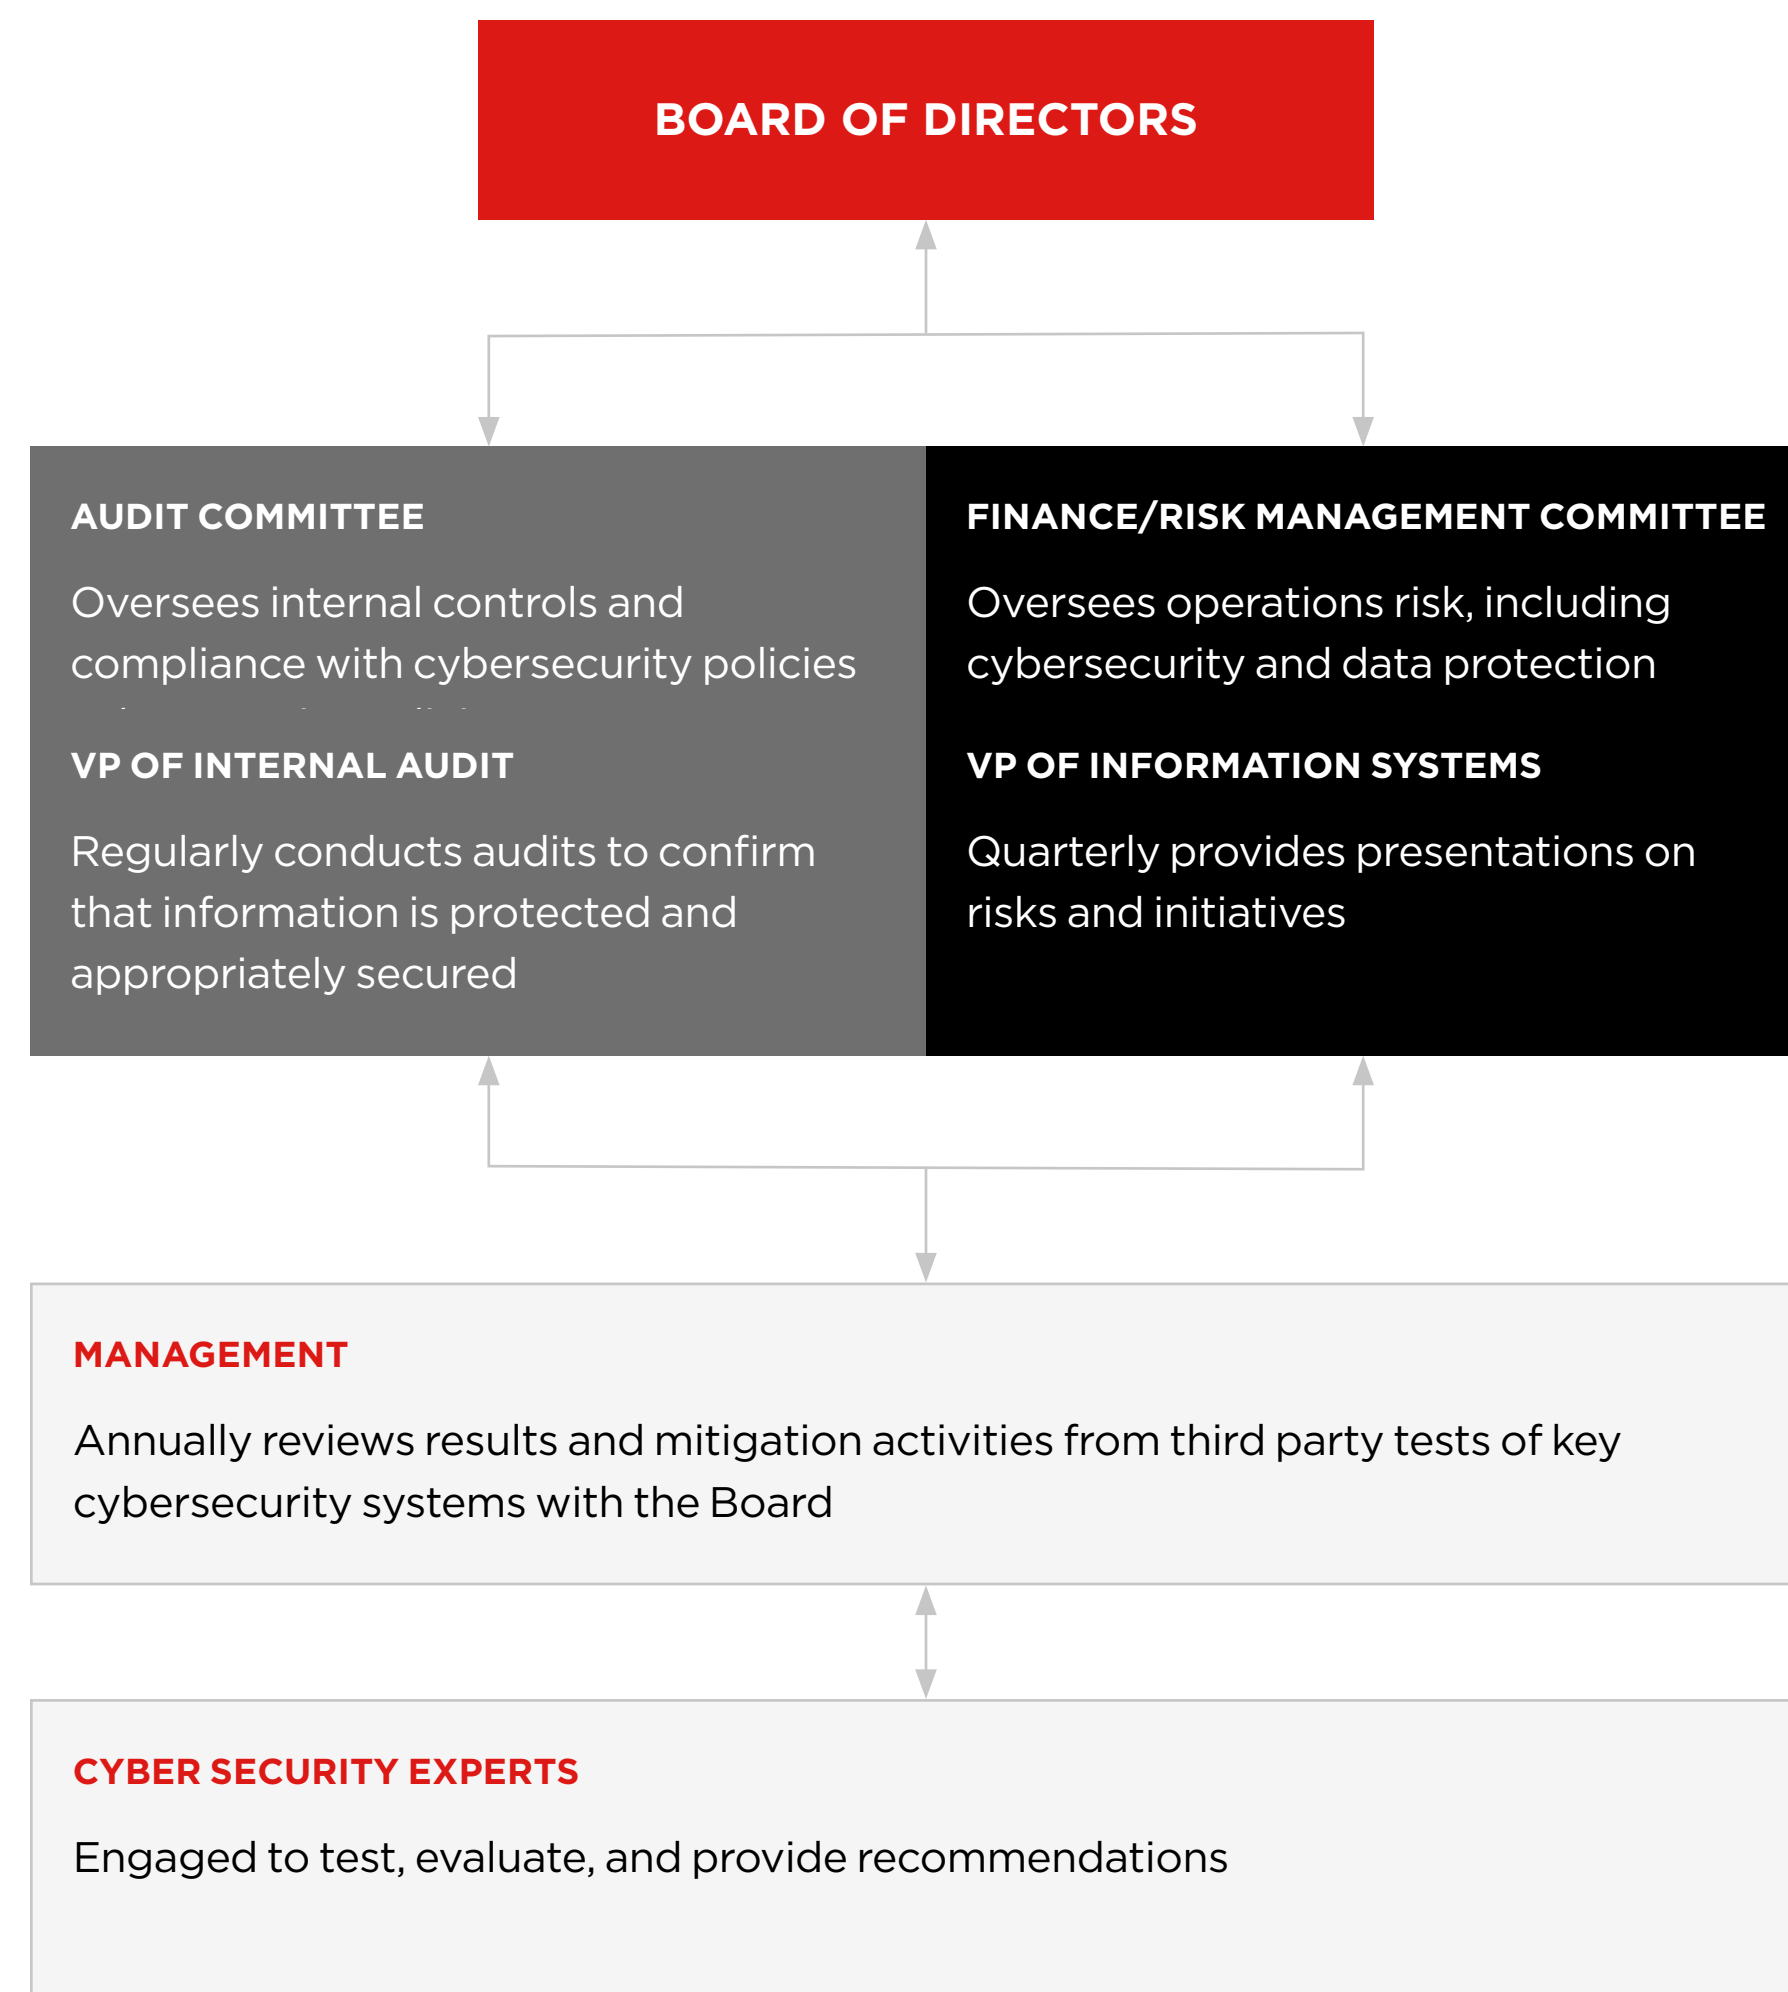 BOARD OF DIRECTORS
AUDIT COMMITTEE
Oversees internal controls and
compliance with cybersecurity policies
VP OF INTERNAL AUDIT
Regularly conducts audits to confirm
that information is protected and
appropriately secured
FINANCE/RISK MANAGEMENT COMMITTEE
Oversees operations risk, including
cybersecurity and data protection
VP OF INFORMATION SYSTEMS
Quarterly provides presentations on
risks and initiatives
MANAGEMENT
Annually reviews results and mitigation activities from third party tests of key
cybersecurity systems with the Board
CYBER SECURITY EXPERTS
Engaged to test, evaluate, and provide recommendations